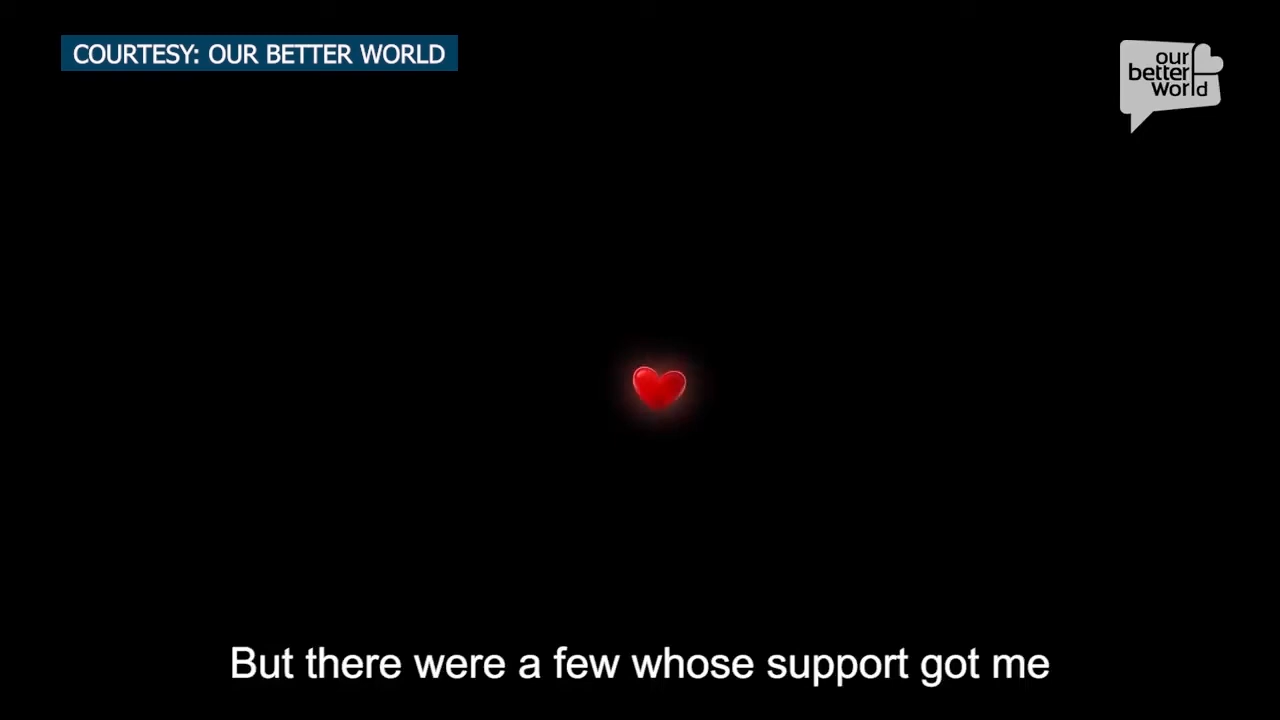 COURTESY: OUR BETTER WORLD
our
better
world
But there were a few whose support got me